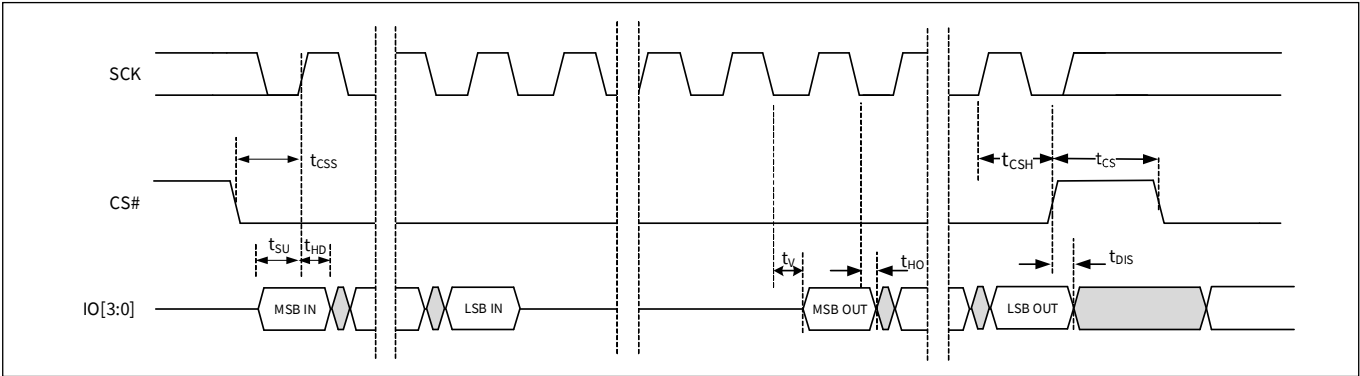 SCK
tCSS
tCSH
tCS
CS#
tSU
tHD
tV
tHO
tDIS
IO[3:0]
MSB IN
LSB IN
MSB OUT
LSB OUT